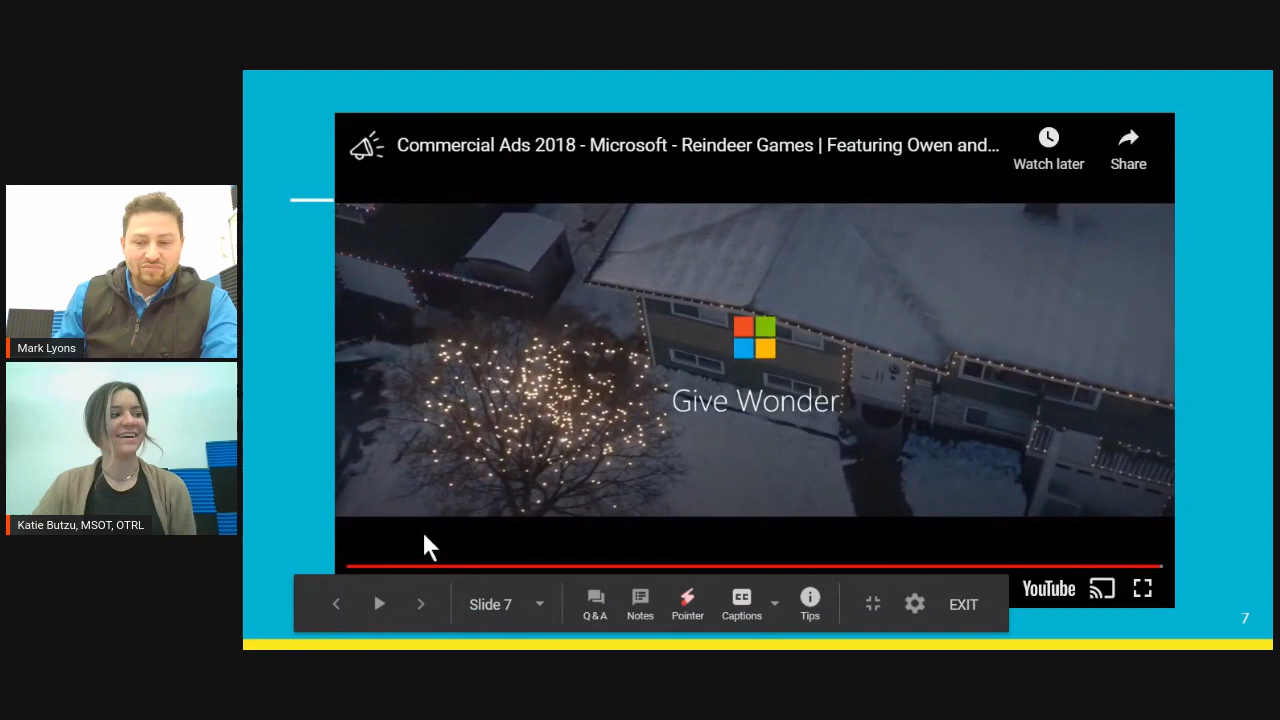 Commercial Ads 2018 - Microsoft - Reindeer Games | Featuring Owen and...
Watch later
Share
Give Wonder
Mark Lyons
Katie Butzu, MSOT, OTRL
Slide 7
Q & A
Notes
Pointer
CC
Captions
Tips
EXIT
YouTube
7